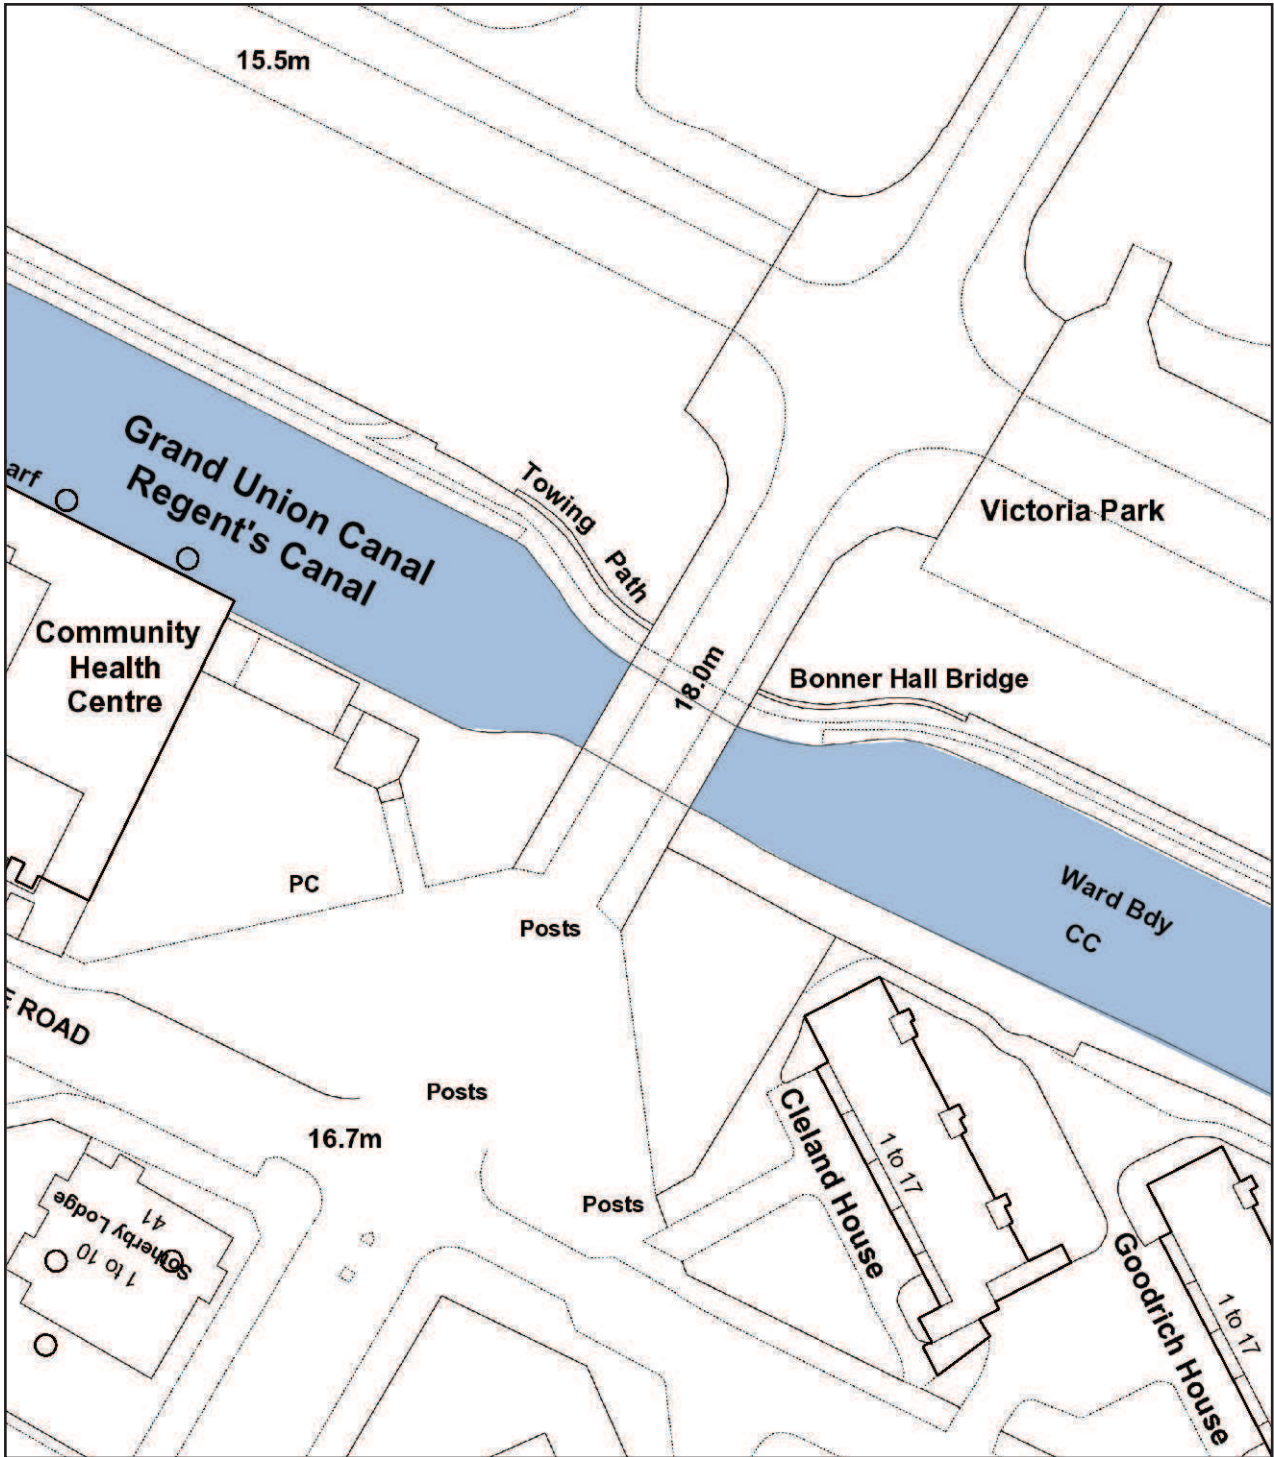 15.5m
Grand Union Canal
Regent's Canal
Towing
Path
arf
Victoria Park
Community
Health
Centre
18.0m
Bonner Hall Bridge
PC
Ward Bdy
CC
Posts
E ROAD
Posts
16.7m
Cleland House
1 to 17
Posts
Sotherby Lodge
41
1 to 10
Goodrich House
1 to 17